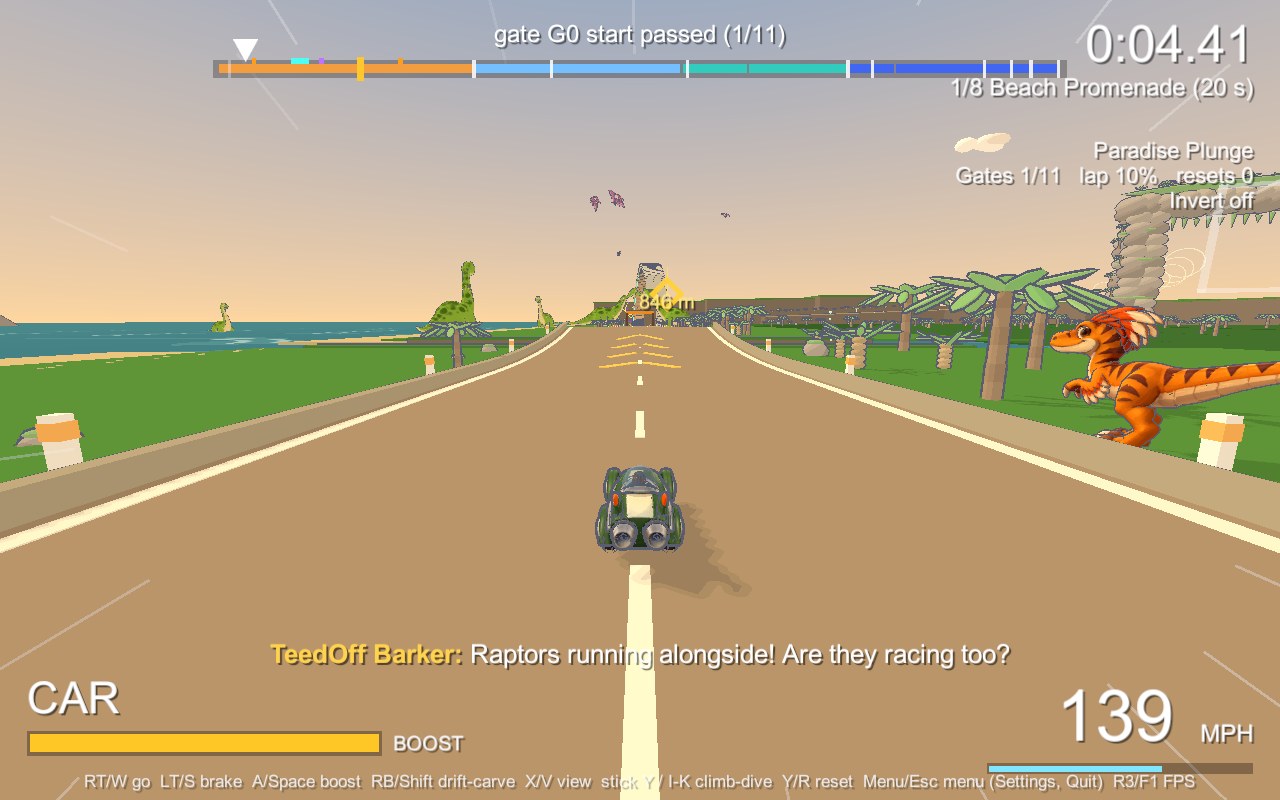 gate G0 start passed (1/11)
0:04.41
1/8 Beach Promenade (20 s)
Paradise Plunge
Gates 1/11 lap 10% resets 0
Invert off
846 m
TeedOff Barker: Raptors running alongside! Are they racing too?
CAR
BOOST
139 MPH
RT/W go LT/S brake A/Space boost RB/Shift drift-carve X/V view stick Y / I-K climb-dive Y/R reset Menu/Esc menu (Settings, Quit) R3/F1 FPS